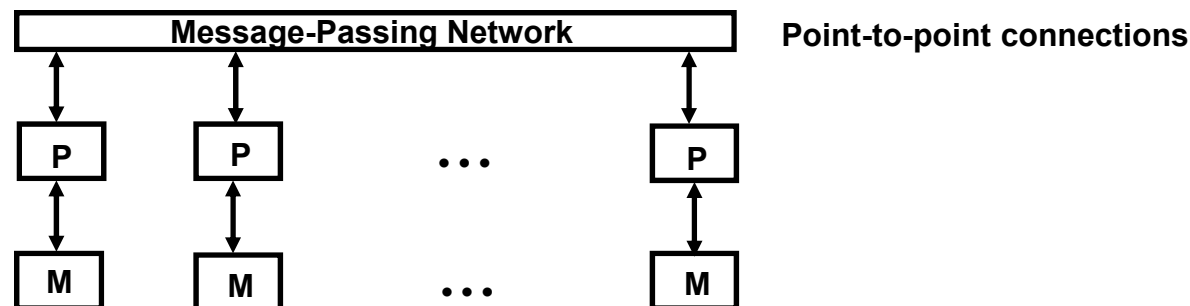 Message-Passing Network
Point-to-point connections
P P ... P
M M ... M